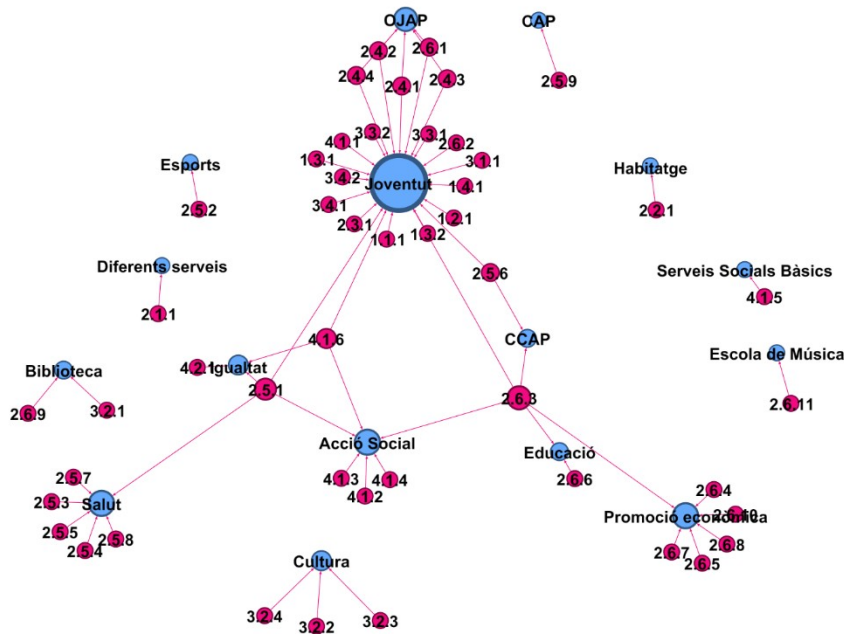 OJAP
CAP
2.4.2
2.6.1
2.4.4
2.4.1
2.4.3
2.5.9
4.1.1
3.3.2
3.3.1
2.6.2
1.3.1
3.1.1
Esports
3.4.2
Joventut
1.4.1
Habitatge
3.4.1
2.5.2
2.3.1
1.1.1
1.3.2
1.2.1
2.2.1
Diferents serveis
2.5.6
Serveis Socials Bàsics
4.1.5
2.1.1
4.1.6
CCAP
Escola de Música
Biblioteca
4.2.1
Igualtat
2.5.1
2.6.3
2.6.11
2.6.9
3.2.1
Acció Social
Educació
2.5.7
4.1.3
4.1.4
2.6.6
4.1.2
2.5.3
Salut
2.6.4
Promoció econòmica
2.5.5
2.5.8
2.5.4
2.6.8
2.6.7
2.6.5
Cultura
3.2.4
3.2.2
3.2.3